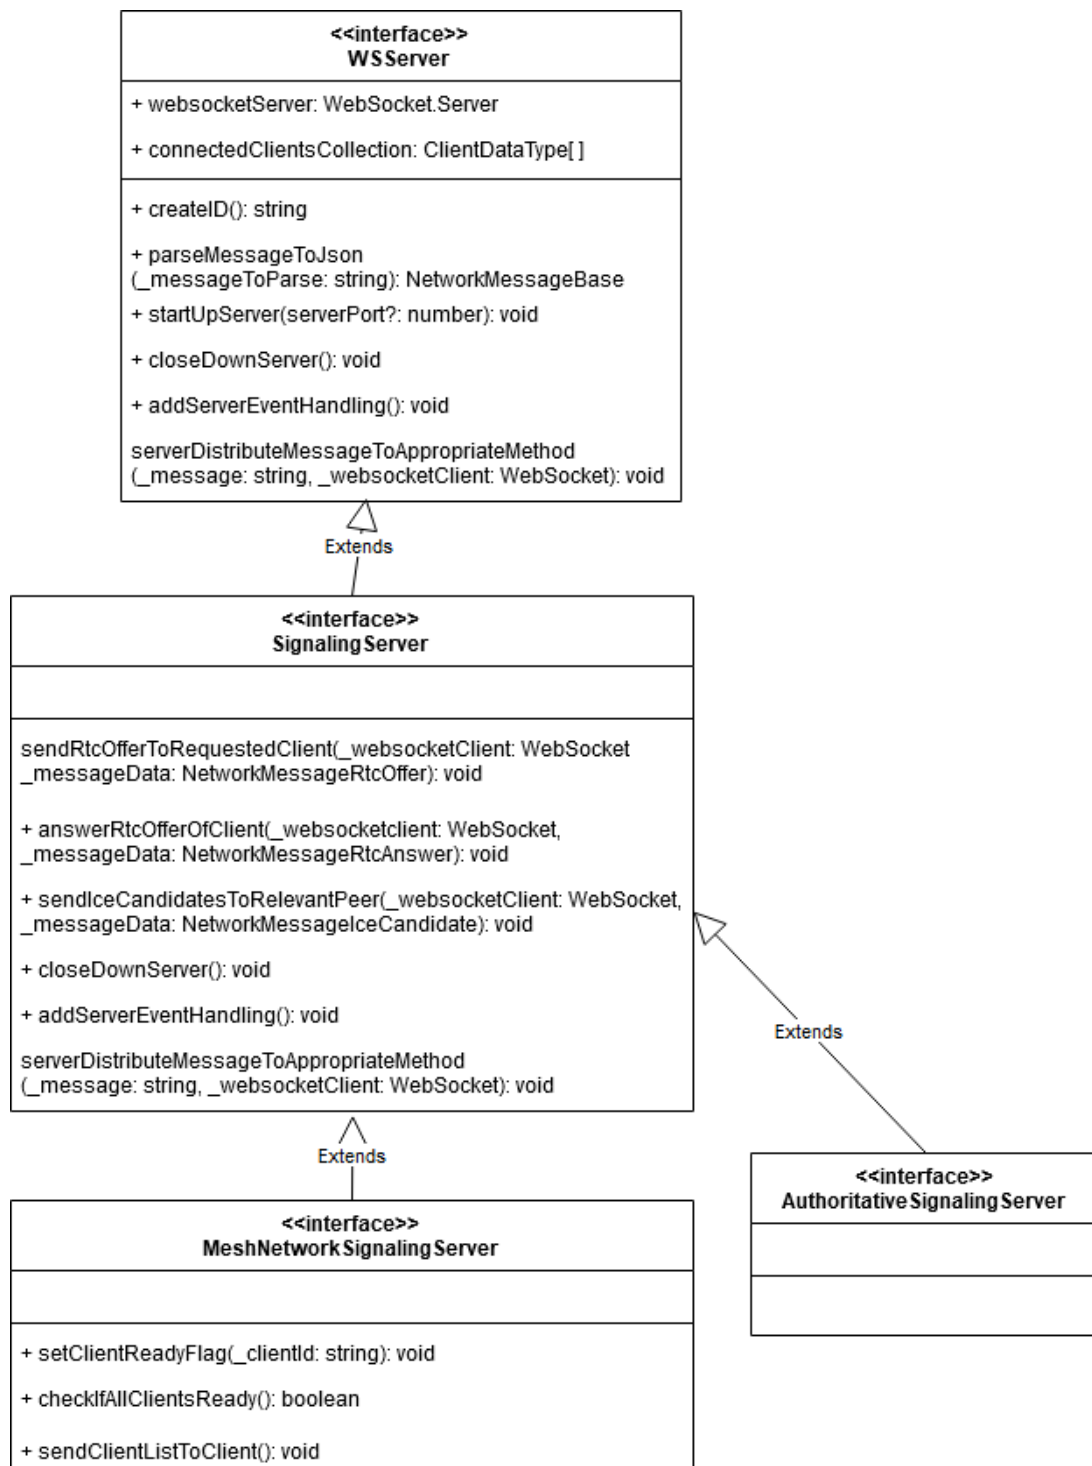 <<interface>>
WSServer
+ websocketServer: WebSocket.Server
+ connectedClientsCollection: ClientDataType[ ]
+ createID(): string
+ parseMessageToJson
(_messageToParse: string): NetworkMessageBase
+ startUpServer(serverPort?: number): void
+ closeDownServer(): void
+ addServerEventHandling(): void
serverDistributeMessageToAppropriateMethod
(_message: string, _websocketClient: WebSocket): void
Extends
<<interface>>
SignalingServer
sendRtcOfferToRequestedClient(_websocketClient: WebSocket
_messageData: NetworkMessageRtcOffer): void
+ answerRtcOfferOfClient(_websocketclient: WebSocket,
_messageData: NetworkMessageRtcAnswer): void
+ sendIceCandidatesToRelevantPeer(_websocketClient: WebSocket,
_messageData: NetworkMessageIceCandidate): void
+ closeDownServer(): void
+ addServerEventHandling(): void
serverDistributeMessageToAppropriateMethod
(_message: string, _websocketClient: WebSocket): void
Extends
Extends
<<interface>>
AuthoritativeSignalingServer
<<interface>>
MeshNetworkSignalingServer
+ setClientReadyFlag(_clientId: string): void
+ checkIfAllClientsReady(): boolean
+ sendClientListToClient(): void